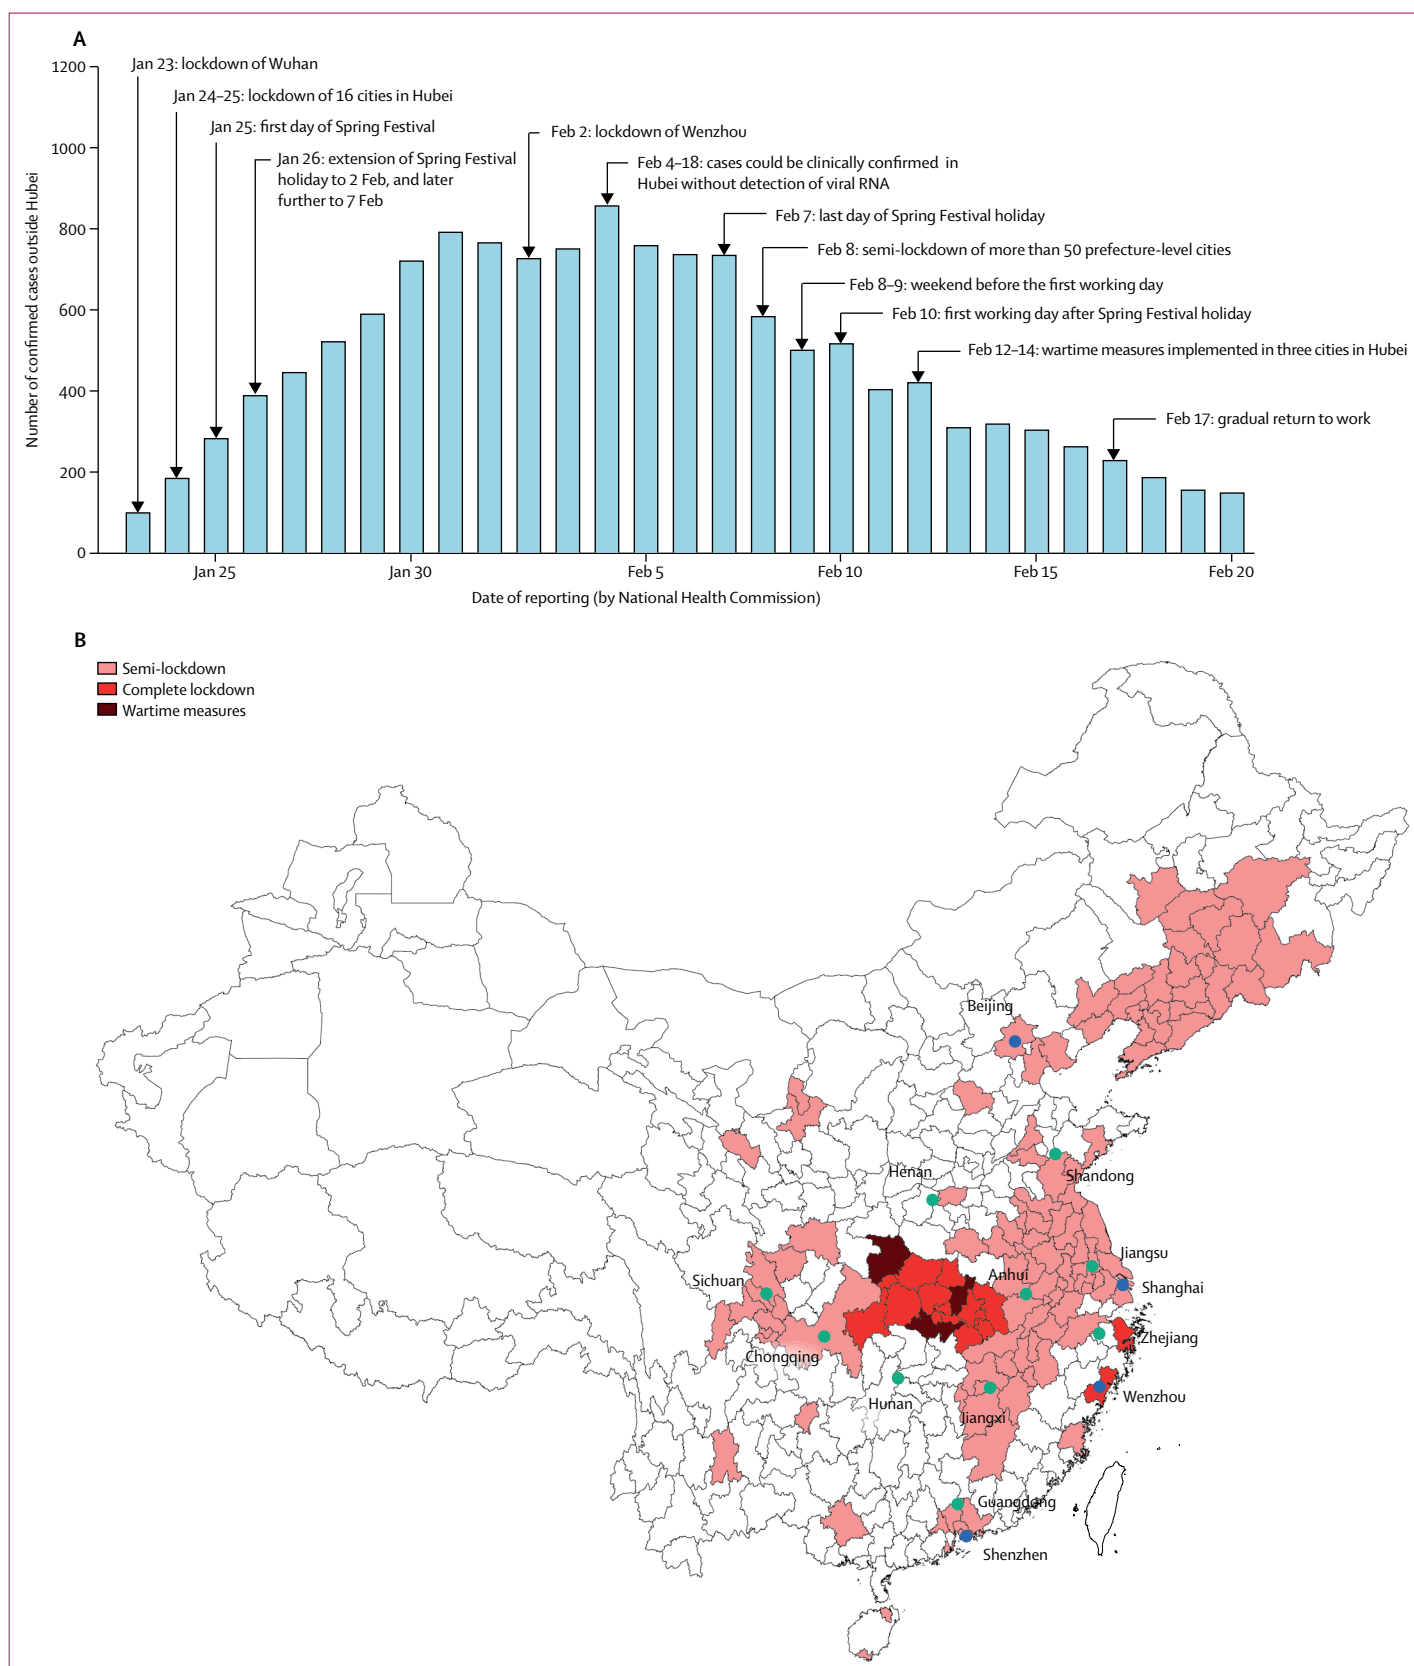 A
1200
1000
800
600
400
200
0
Number of confirmed cases outside Hubei
Jan 23: lockdown of Wuhan
Jan 24–25: lockdown of 16 cities in Hubei
Jan 25: first day of Spring Festival
Jan 26: extension of Spring Festival
holiday to 2 Feb, and later
further to 7 Feb
Feb 2: lockdown of Wenzhou
Feb 4–18: cases could be clinically confirmed in
Hubei without detection of viral RNA
Feb 7: last day of Spring Festival holiday
Feb 8: semi-lockdown of more than 50 prefecture-level cities
Feb 8–9: weekend before the first working day
Feb 10: first working day after Spring Festival holiday
Feb 12–14: wartime measures implemented in three cities in Hubei
Feb 17: gradual return to work
Jan 25
Jan 30
Feb 5
Feb 10
Feb 15
Feb 20
Date of reporting (by National Health Commission)
B
Semi-lockdown
Complete lockdown
Wartime measures
Beijing
Henan
Shandong
Jiangsu
Sichuan
Anhui
Shanghai
Zhejiang
Chongqing
Wenzhou
Hunan
Jiangxi
Guangdong
Shenzhen